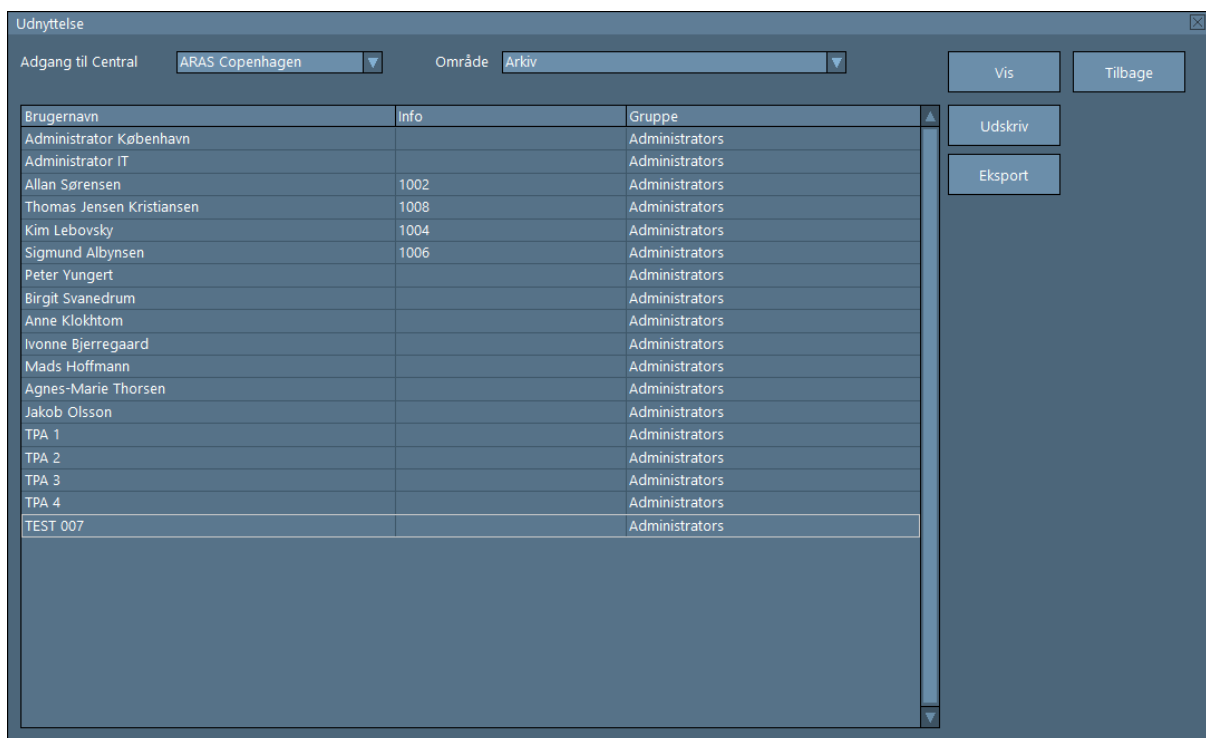 Udnyttelse
Adgang til Central ARAS Copenhagen Område Arkiv Vis Tilbage
Brugernavn Info Gruppe Udskriv
Administrator København Administrators
Administrator IT Administrators
Allan Sørensen 1002 Administrators Eksport
Thomas Jensen Kristiansen 1008 Administrators
Kim Lebovsky 1004 Administrators
Sigmund Albynsen 1006 Administrators
Peter Yungert Administrators
Birgit Svanedrum Administrators
Anne Klokhtom Administrators
Ivonne Bjerregaard Administrators
Mads Hoffmann Administrators
Agnes-Marie Thorsen Administrators
Jakob Olsson Administrators
TPA 1 Administrators
TPA 2 Administrators
TPA 3 Administrators
TPA 4 Administrators
TEST 007 Administrators